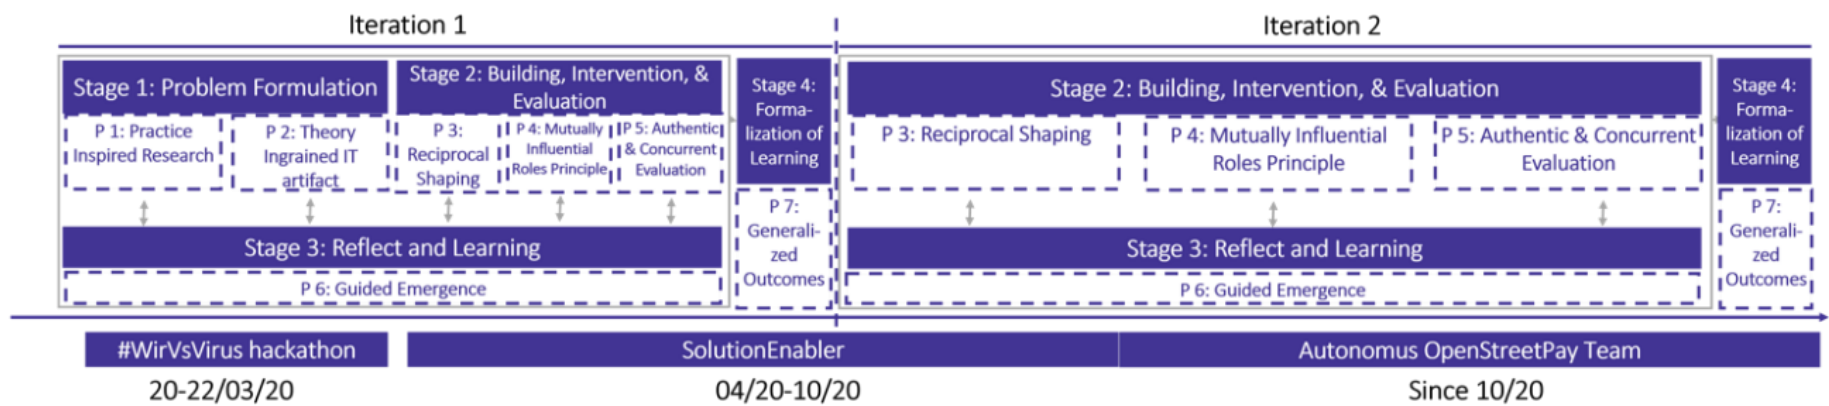 Iteration 1
Iteration 2
Stage 1: Problem Formulation
Stage 2: Building, Intervention, &
Evaluation
Stage 4:
Forma-
lization of
Learning
P 1: Practice
Inspired Research
P 2: Theory
Ingrained IT
artifact
P 3:
Reciprocal
Shaping
P 4: Mutually
Influential
Roles Principle
P 5: Authentic
& Concurrent
Evaluation
P 7:
Generali-
zed
Outcomes
Stage 3: Reflect and Learning
P 6: Guided Emergence
Stage 2: Building, Intervention, & Evaluation
Stage 4:
Forma-
lization of
Learning
P 3: Reciprocal Shaping
P 4: Mutually Influential
Roles Principle
P 5: Authentic & Concurrent
Evaluation
P 7:
Generali-
zed
Outcomes
Stage 3: Reflect and Learning
P 6: Guided Emergence
#WirVsVirus hackathon
SolutionEnabler
Autonomus OpenStreetPay Team
20-22/03/20
04/20-10/20
Since 10/20